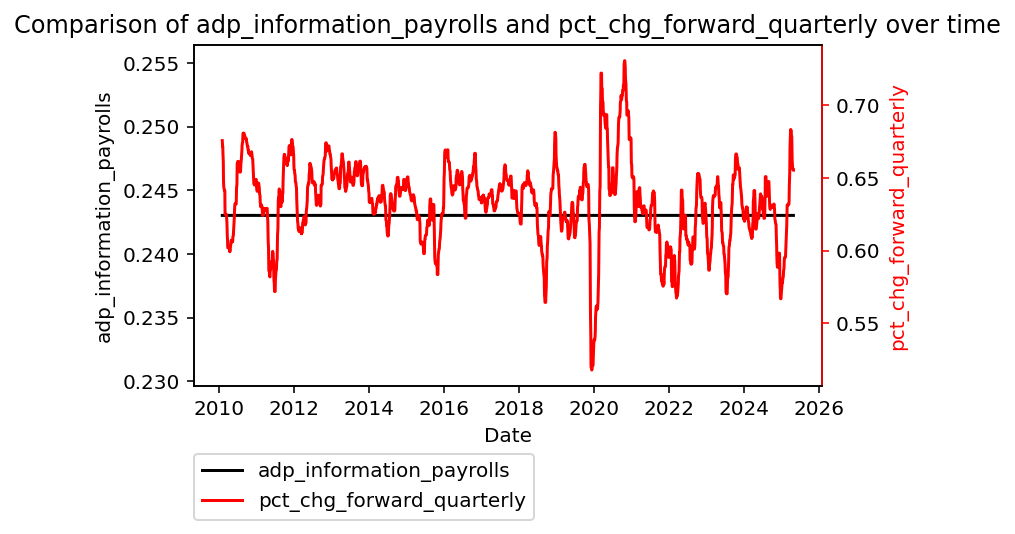 Comparison of adp_information_payrolls and pct_chg_forward_quarterly over time
0.255
0.250
0.245
0.240
0.235
0.230
adp_information_payrolls
0.70
0.65
0.60
0.55
pct_chg_forward_quarterly
2010 2012 2014 2016 2018 2020 2022 2024 2026
Date
adp_information_payrolls
pct_chg_forward_quarterly